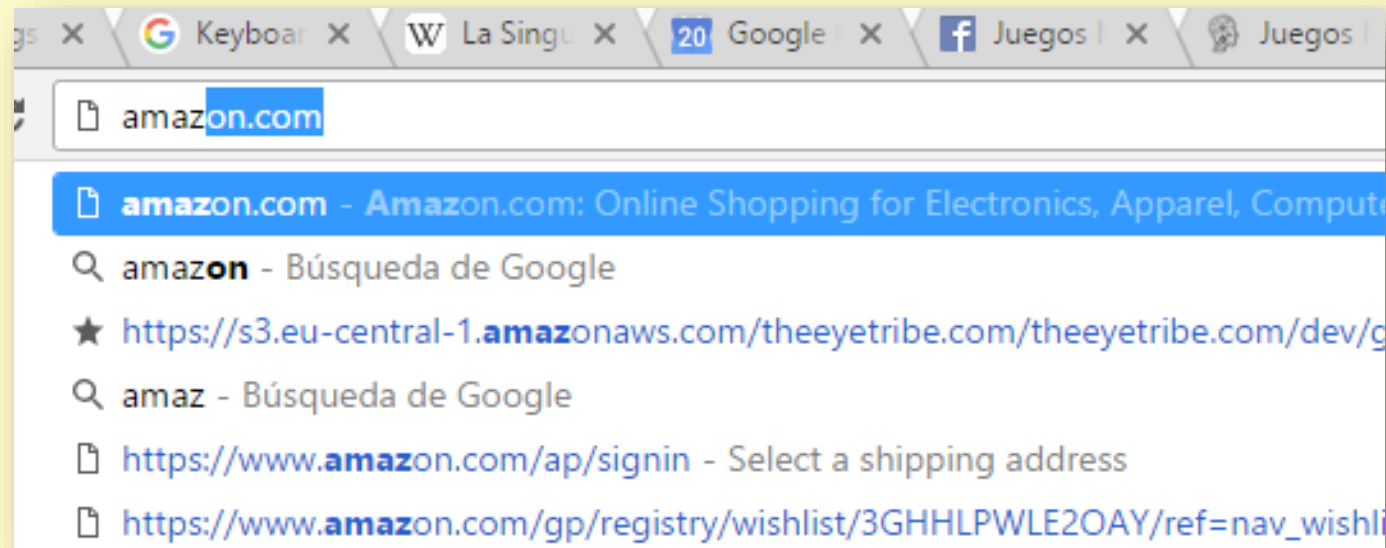 gs Keyboar La Singu 20 Google Juegos Juegos
amazon.com
amazon.com - Amazon.com: Online Shopping for Electronics, Apparel, Compute
amazon - Búsqueda de Google
https://s3.eu-central-1.amazonaws.com/theeyetribe.com/theeyetribe.com/dev/g
amaz - Búsqueda de Google
https://www.amazon.com/ap/signin - Select a shipping address
https://www.amazon.com/gp/registry/wishlist/3GHHLPWLE2OAY/ref=nav_wishli